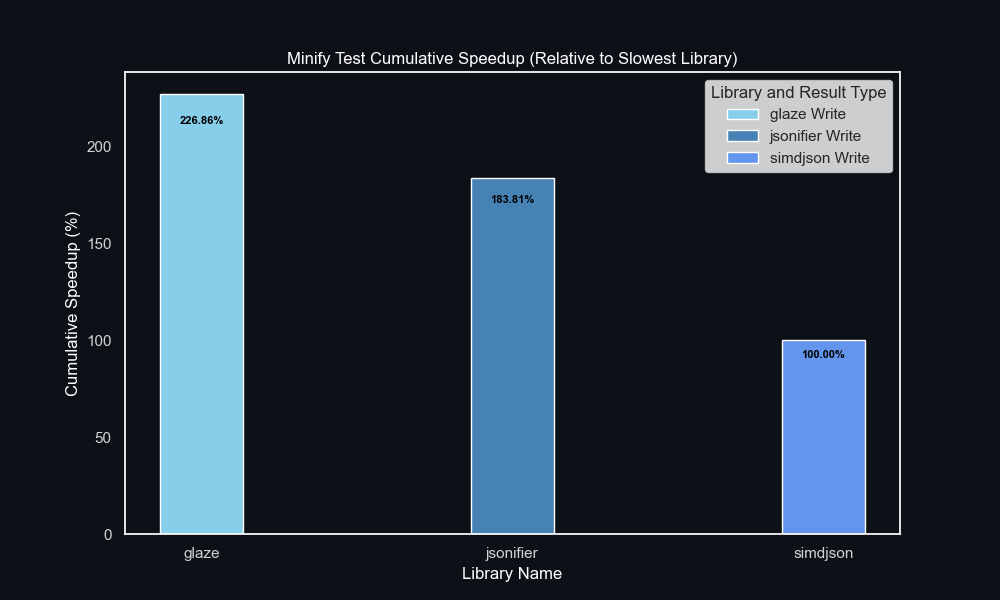 Minify Test Cumulative Speedup (Relative to Slowest Library)
Library and Result Type
glaze Write
jsonifier Write
simdjson Write
226.86%
183.81%
100.00%
Cumulative Speedup (%)
200
150
100
50
0
glaze
jsonifier
simdjson
Library Name